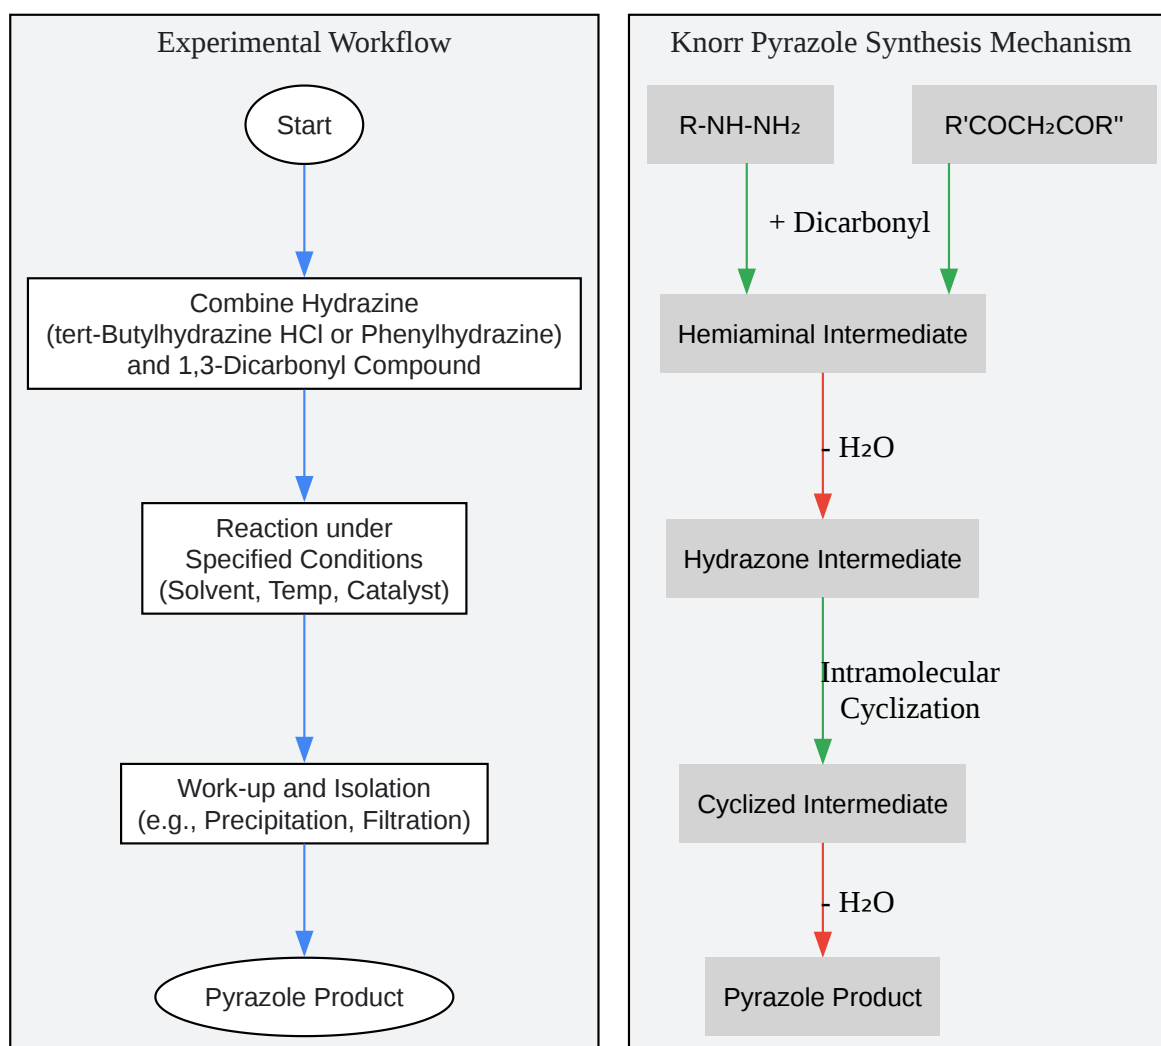 Experimental Workflow
Start
Combine Hydrazine
(tert-Butylhydrazine HCl or Phenylhydrazine)
and 1,3-Dicarbonyl Compound
Reaction under
Specified Conditions
(Solvent, Temp, Catalyst)
Work-up and Isolation
(e.g., Precipitation, Filtration)
Pyrazole Product
Knorr Pyrazole Synthesis Mechanism
R-NH-NH₂
R'COCH₂COR"
+ Dicarbonyl
Hemiaminal Intermediate
- H₂O
Hydrazone Intermediate
Intramolecular
Cyclization
Cyclized Intermediate
- H₂O
Pyrazole Product